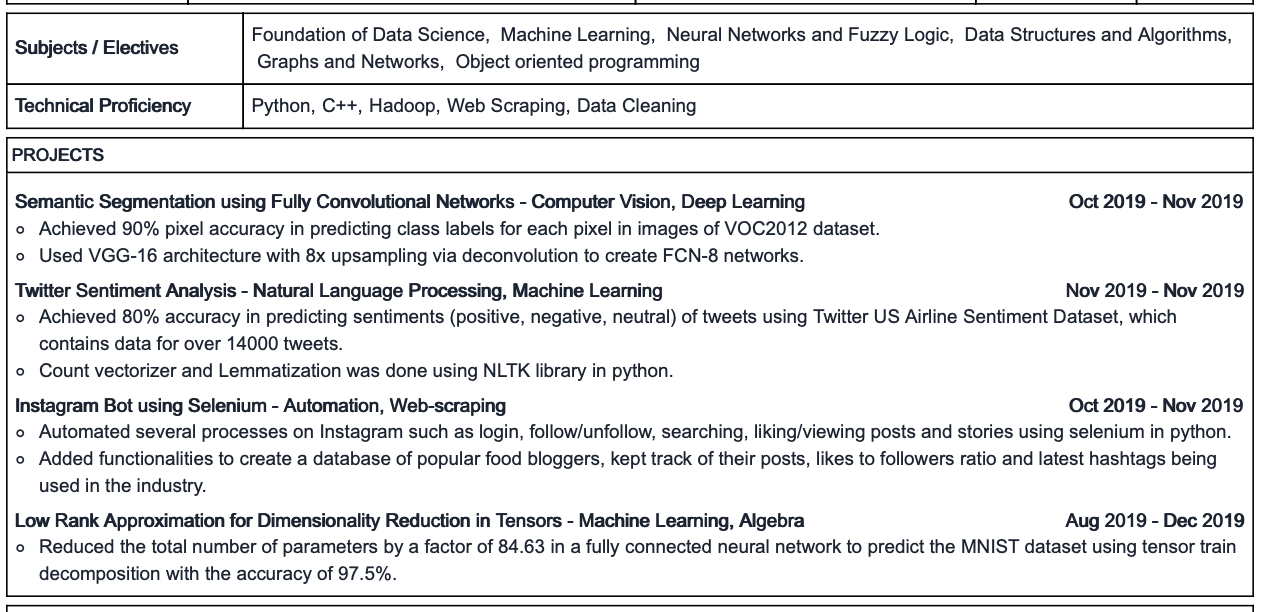 Subjects / Electives
Foundation of Data Science, Machine Learning, Neural Networks and Fuzzy Logic, Data Structures and Algorithms,
Graphs and Networks, Object oriented programming
Technical Proficiency
Python, C++, Hadoop, Web Scraping, Data Cleaning
PROJECTS
Semantic Segmentation using Fully Convolutional Networks - Computer Vision, Deep Learning Oct 2019 - Nov 2019
○ Achieved 90% pixel accuracy in predicting class labels for each pixel in images of VOC2012 dataset.
○ Used VGG-16 architecture with 8x upsampling via deconvolution to create FCN-8 networks.
Twitter Sentiment Analysis - Natural Language Processing, Machine Learning Nov 2019 - Nov 2019
○ Achieved 80% accuracy in predicting sentiments (positive, negative, neutral) of tweets using Twitter US Airline Sentiment Dataset, which
contains data for over 14000 tweets.
○ Count vectorizer and Lemmatization was done using NLTK library in python.
Instagram Bot using Selenium - Automation, Web-scraping Oct 2019 - Nov 2019
○ Automated several processes on Instagram such as login, follow/unfollow, searching, liking/viewing posts and stories using selenium in python.
○ Added functionalities to create a database of popular food bloggers, kept track of their posts, likes to followers ratio and latest hashtags being
used in the industry.
Low Rank Approximation for Dimensionality Reduction in Tensors - Machine Learning, Algebra Aug 2019 - Dec 2019
○ Reduced the total number of parameters by a factor of 84.63 in a fully connected neural network to predict the MNIST dataset using tensor train
decomposition with the accuracy of 97.5%.